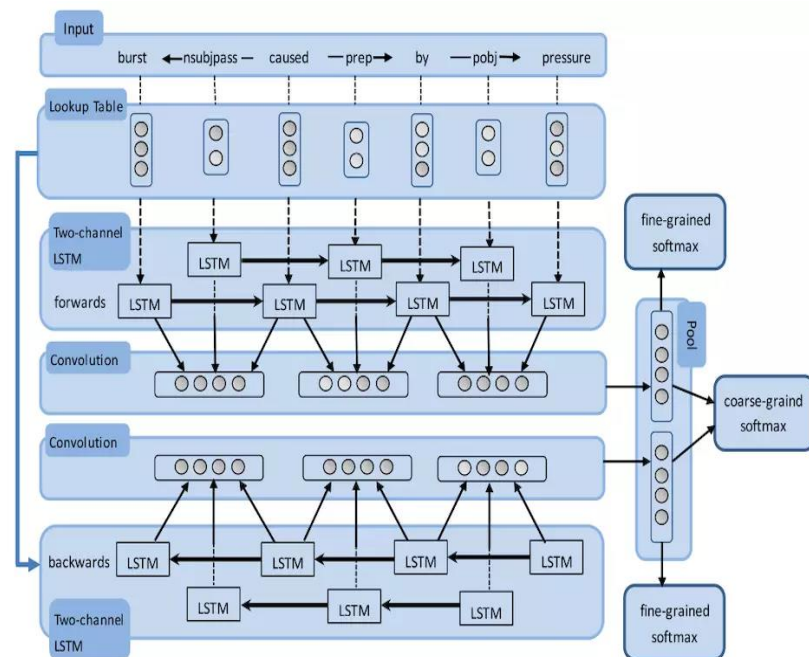 Input
burst nsubjpass caused prep by pobj pressure
Lookup Table
Two-channel
LSTM
LSTM LSTM LSTM
forwards
LSTM LSTM LSTM LSTM
Convolution
Convolution
backwards
LSTM LSTM LSTM LSTM
LSTM LSTM LSTM
Two-channel
LSTM
fine-grained
softmax
Pool
coarse-graind
softmax
fine-grained
softmax